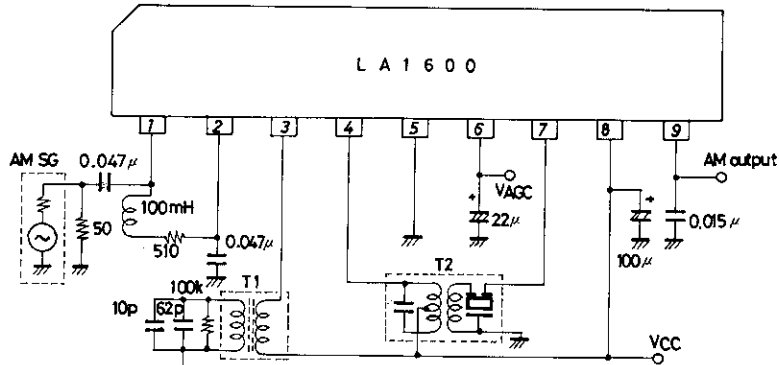 LA1600
1 2 3 4 5 6 7 8 9
AM SG
0.047μ
50
100mH
510
0.047μ
VAGC
22μ
100μ
AM output
0.015μ
T1
100k
10p
62p
T2
VCC